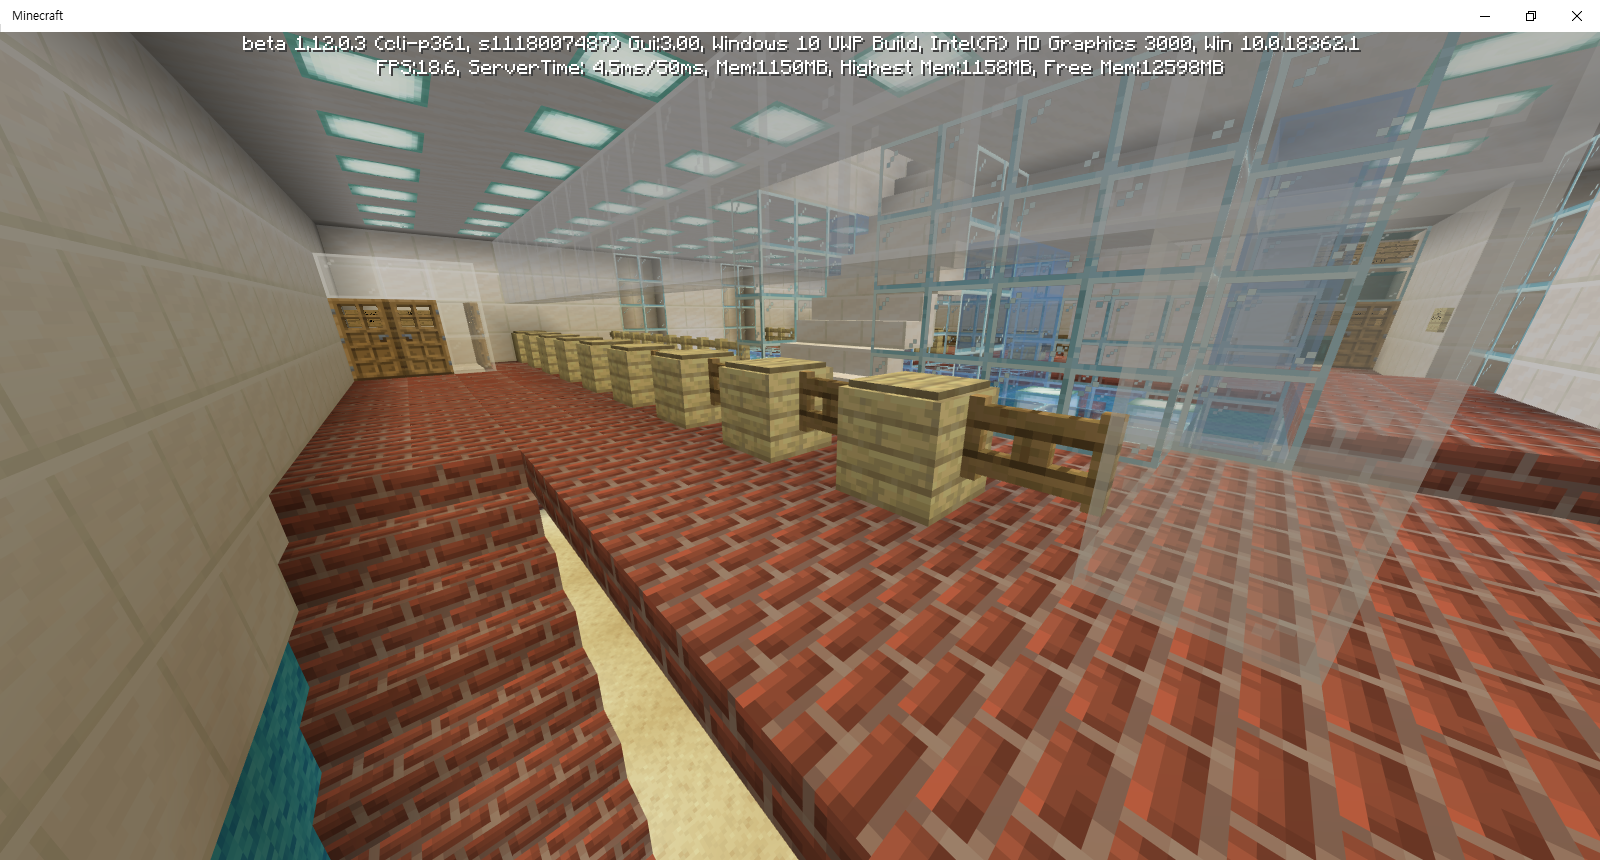 Minecraft
beta 1.12.0.3 (cli-p361, s1118007487) Gui:3.00, Windows 10 UWP Build, Intel(R) HD Graphics 3000, Win 10.0.18362.1
FPS:18.6, ServerTime: 4.5ms/50ms, Mem:1150MB, Highest Mem:1158MB, Free Mem:12598MB